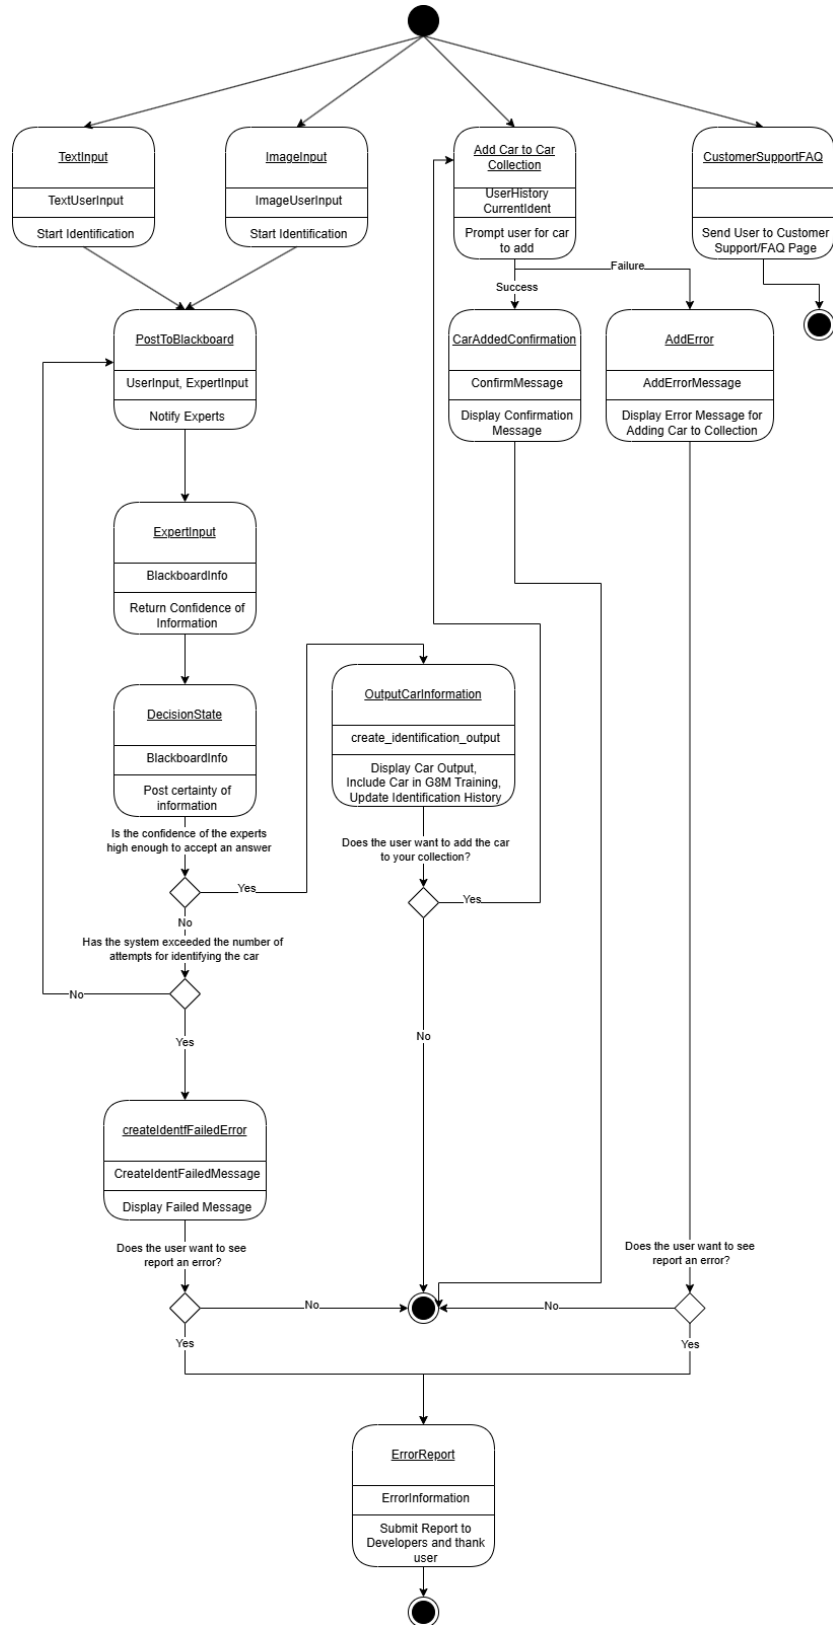 TextInput
TextUserInput
Start Identification
ImageInput
ImageUserInput
Start Identification
Add Car to Car
Collection
UserHistory
CurrentIdent
Prompt user for car
to add
CustomerSupportFAQ
Send User to Customer
Support/FAQ Page
Failure
Success
PostToBlackboard
UserInput, ExpertInput
Notify Experts
CarAddedConfirmation
ConfirmMessage
Display Confirmation
Message
AddError
AddErrorMessage
Display Error Message for
Adding Car to Collection
ExpertInput
BlackboardInfo
Return Confidence of
Information
DecisionState
BlackboardInfo
Post certainty of
information
OutputCarInformation
create_identification_output
Display Car Output,
Include Car in G8M Training,
Update Identification History
Is the confidence of the experts
high enough to accept an answer
Yes
No
Does the user want to add the car
to your collection?
Yes
No
Has the system exceeded the number of
attempts for identifying the car
No
Yes
createIdentfFailedError
CreateIdentFailedMessage
Display Failed Message
Does the user want to see
report an error?
No
Yes
Does the user want to see
report an error?
No
Yes
ErrorReport
ErrorInformation
Submit Report to
Developers and thank
user